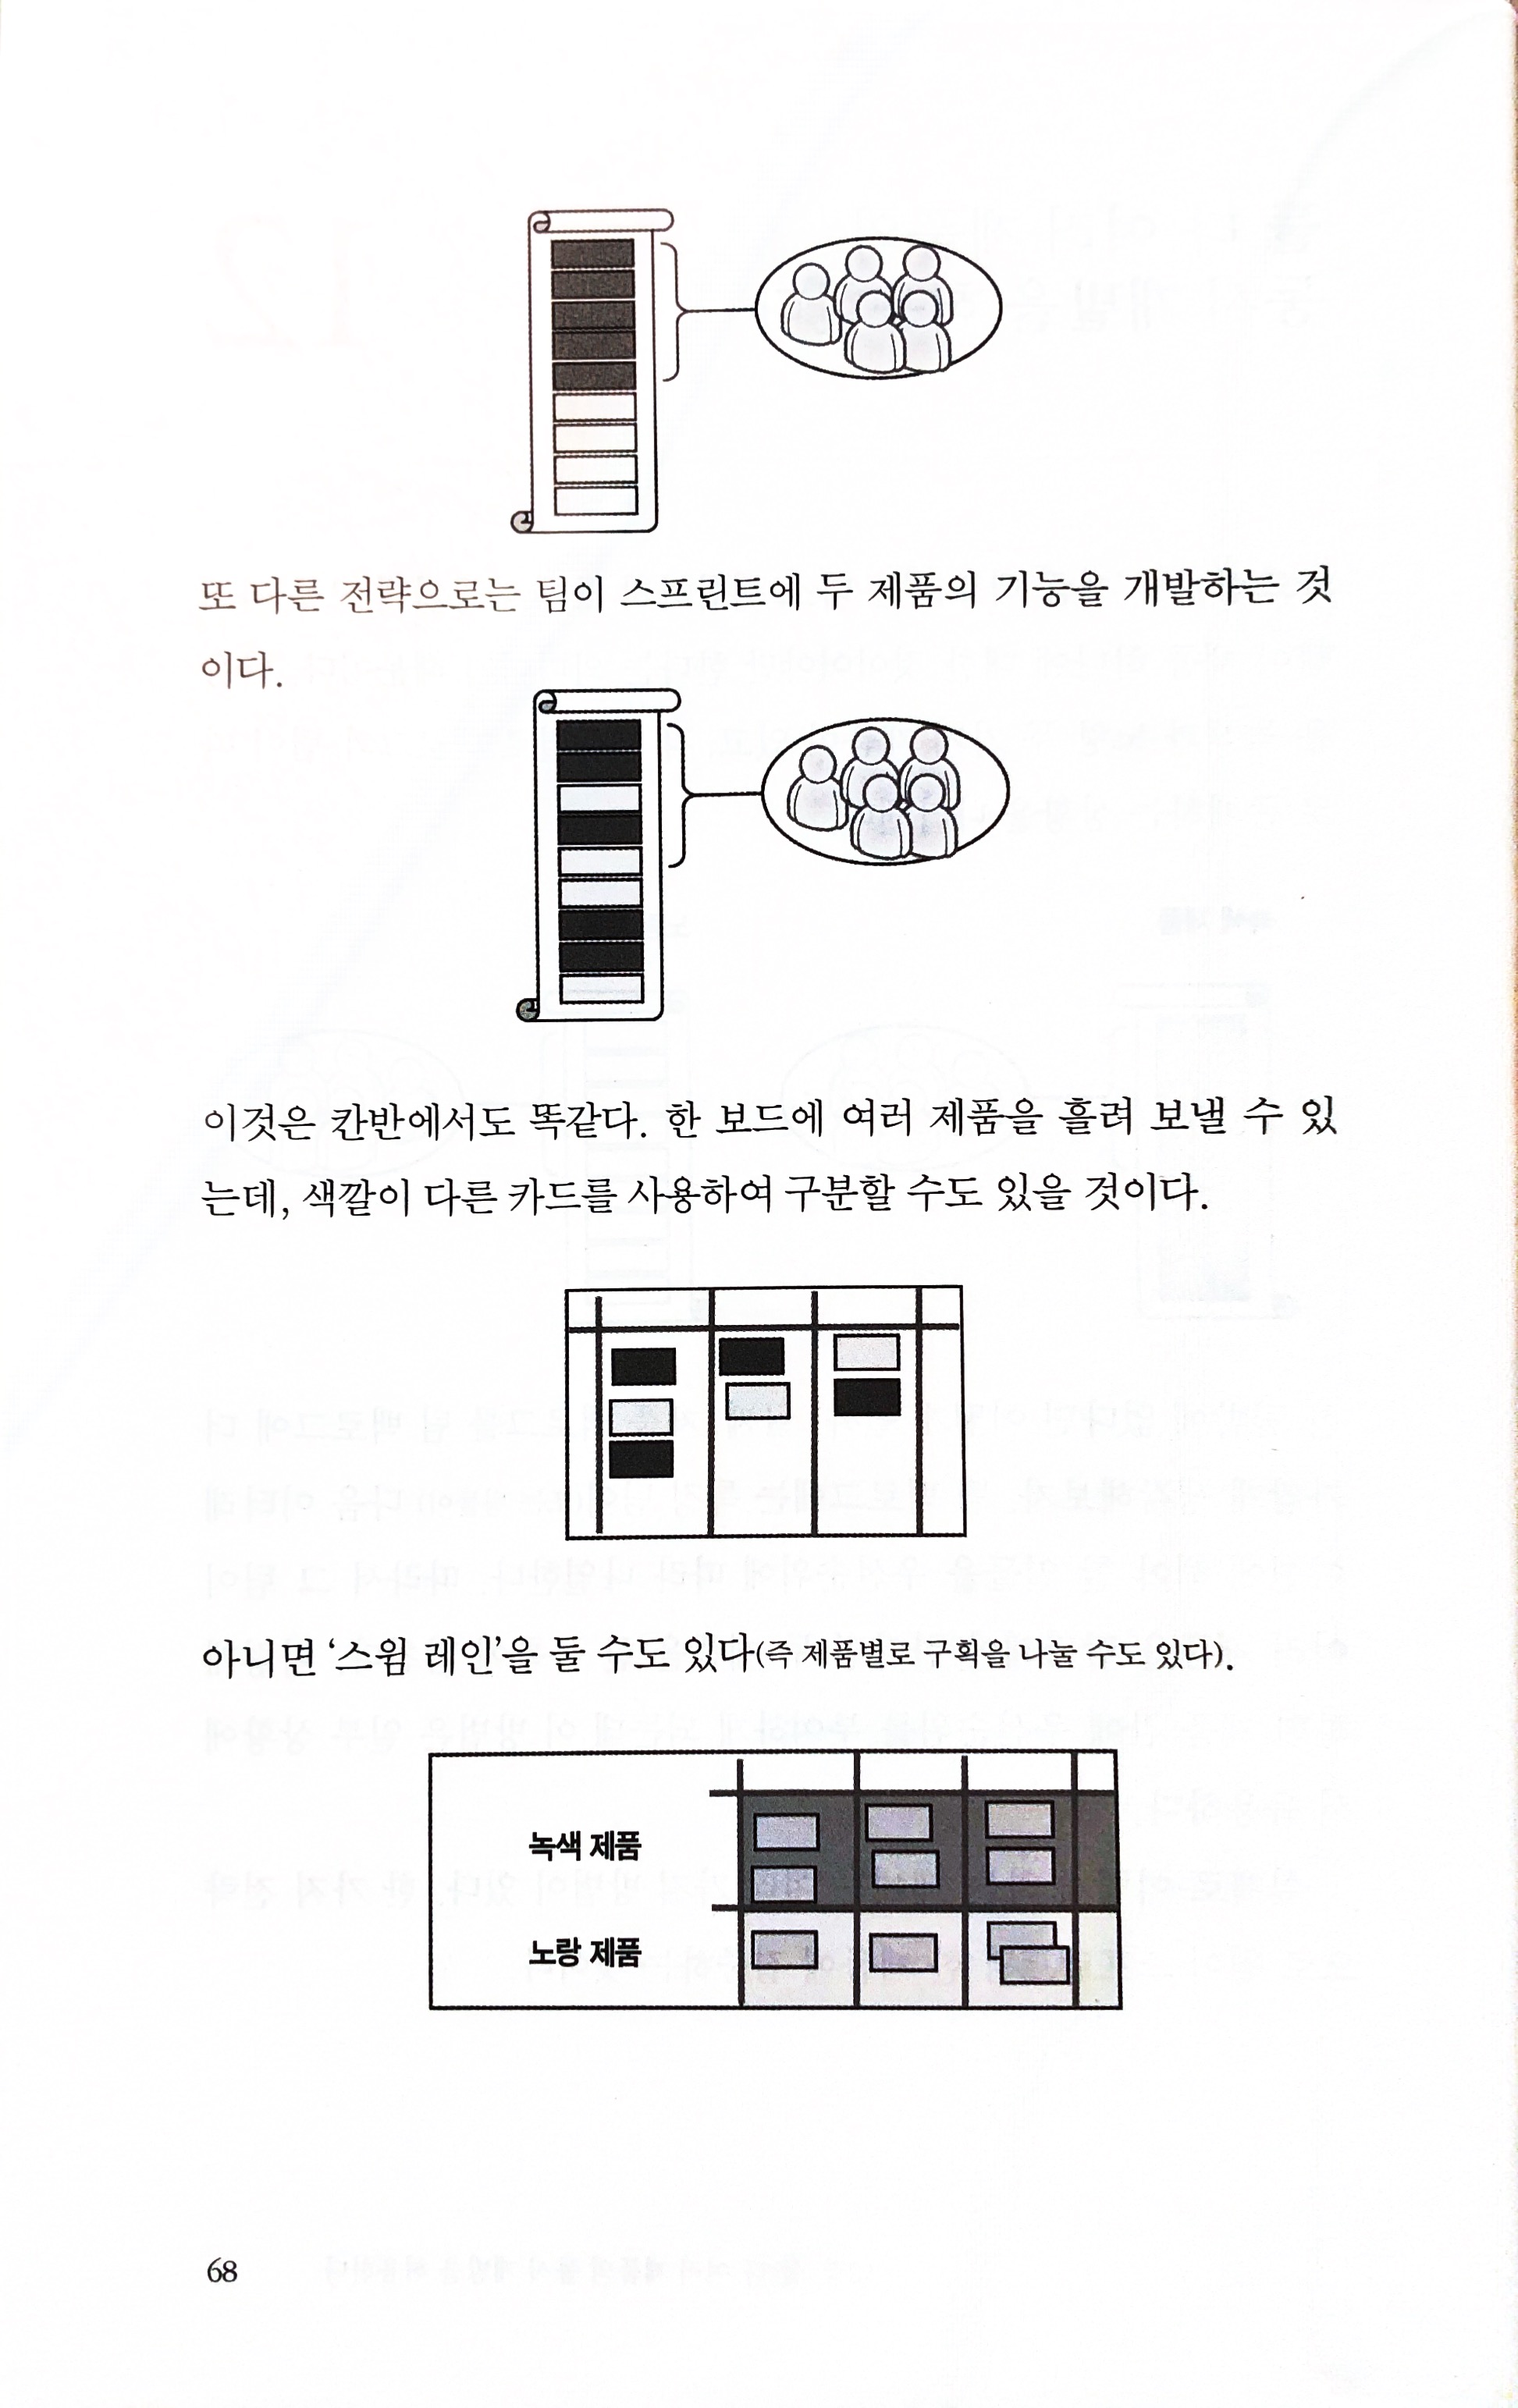 또 다른 전략으로는 팀이 스프린트에 두 제품의 기능을 개발하는 것
이다.
이것은 칸반에서도 똑같다. 한 보드에 여러 제품을 흘려 보낼 수 있
는데, 색깔이 다른 카드를 사용하여 구분할 수도 있을 것이다.
아니면 ‘스윔 레인’을 둘 수도 있다(즉 제품별로 구획을 나눌 수도 있다).
녹색 제품
노랑 제품
68